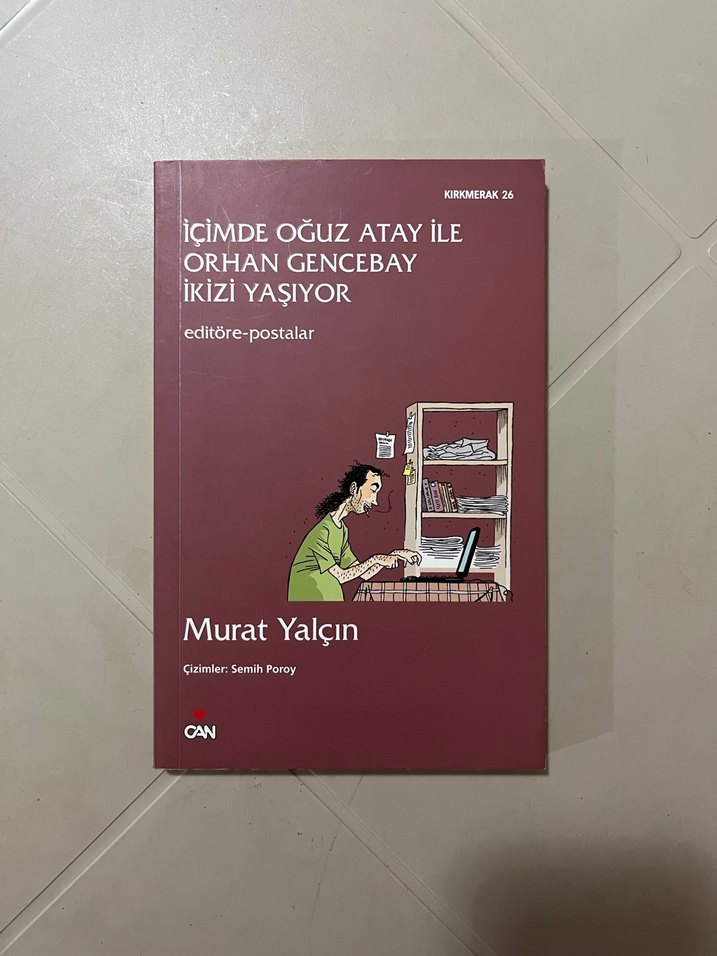 KIRKMERAK 26
İÇİMDE OĞUZ ATAY İLE
ORHAN GENCEBAY
İKİZİ YAŞIYOR
editöre-postalar
Murat Yalçın
Çizimler: Semih Poroy
CAN